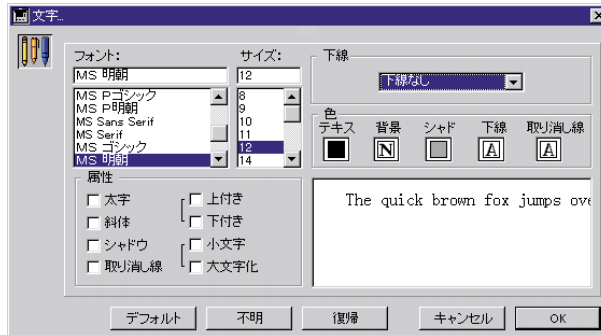 文字...
フォント:
MS 明朝
MS Pゴシック
MS P明朝
MS Sans Serif
MS Serif
MS ゴシック
MS 明朝
サイズ:
12
8
9
10
11
12
14
下線
下線なし
色
テキス 背景 シャド 下線 取り消し線
N A A
属性
太字
斜体
シャドウ
取り消し線
上付き
下付き
小文字
大文字化
The quick brown fox jumps ove
デフォルト 不明 復帰 キャンセル OK